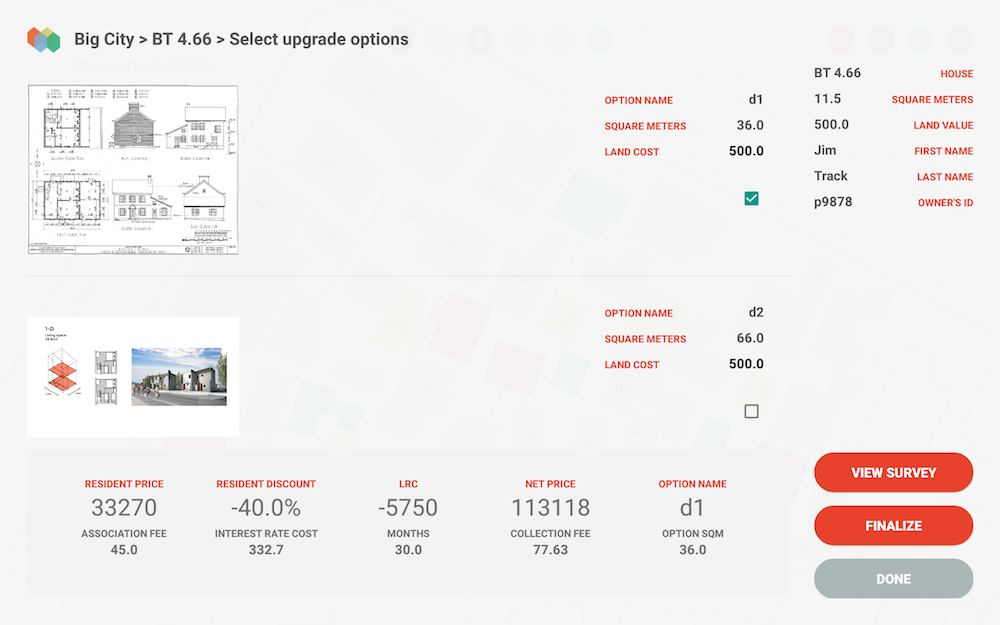 Big City > BT 4.66 > Select upgrade options
OPTION NAME d1
SQUARE METERS 36.0
LAND COST 500.0
BT 4.66 HOUSE
11.5 SQUARE METERS
500.0 LAND VALUE
Jim FIRST NAME
Track LAST NAME
p9878 OWNER'S ID
1-D
Living space
OPTION NAME d2
SQUARE METERS 66.0
LAND COST 500.0
RESIDENT PRICE RESIDENT DISCOUNT LRC NET PRICE OPTION NAME
33270 -40.0% -5750 113118 d1
ASSOCIATION FEE INTEREST RATE COST MONTHS COLLECTION FEE OPTION SQM
45.0 332.7 30.0 77.63 36.0
VIEW SURVEY
FINALIZE
DONE